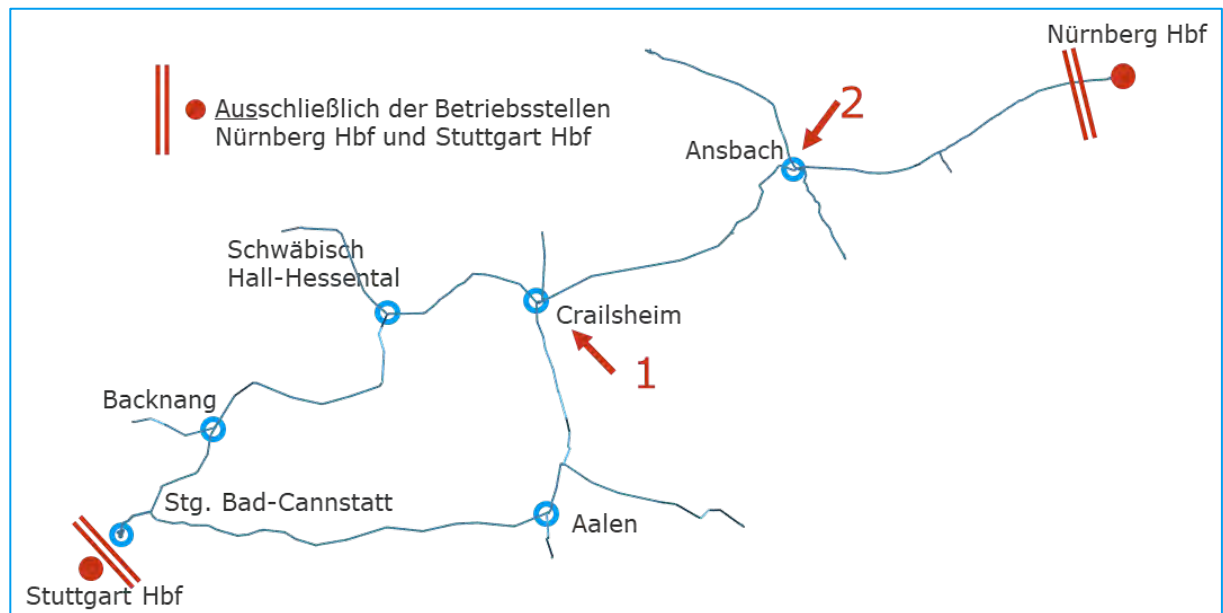 Nürnberg Hbf
Ausschließlich der Betriebsstellen
Nürnberg Hbf und Stuttgart Hbf
2
Ansbach
Schwäbisch
Hall-Hessental
Crailsheim
1
Backnang
Stg. Bad-Cannstatt
Aalen
Stuttgart Hbf